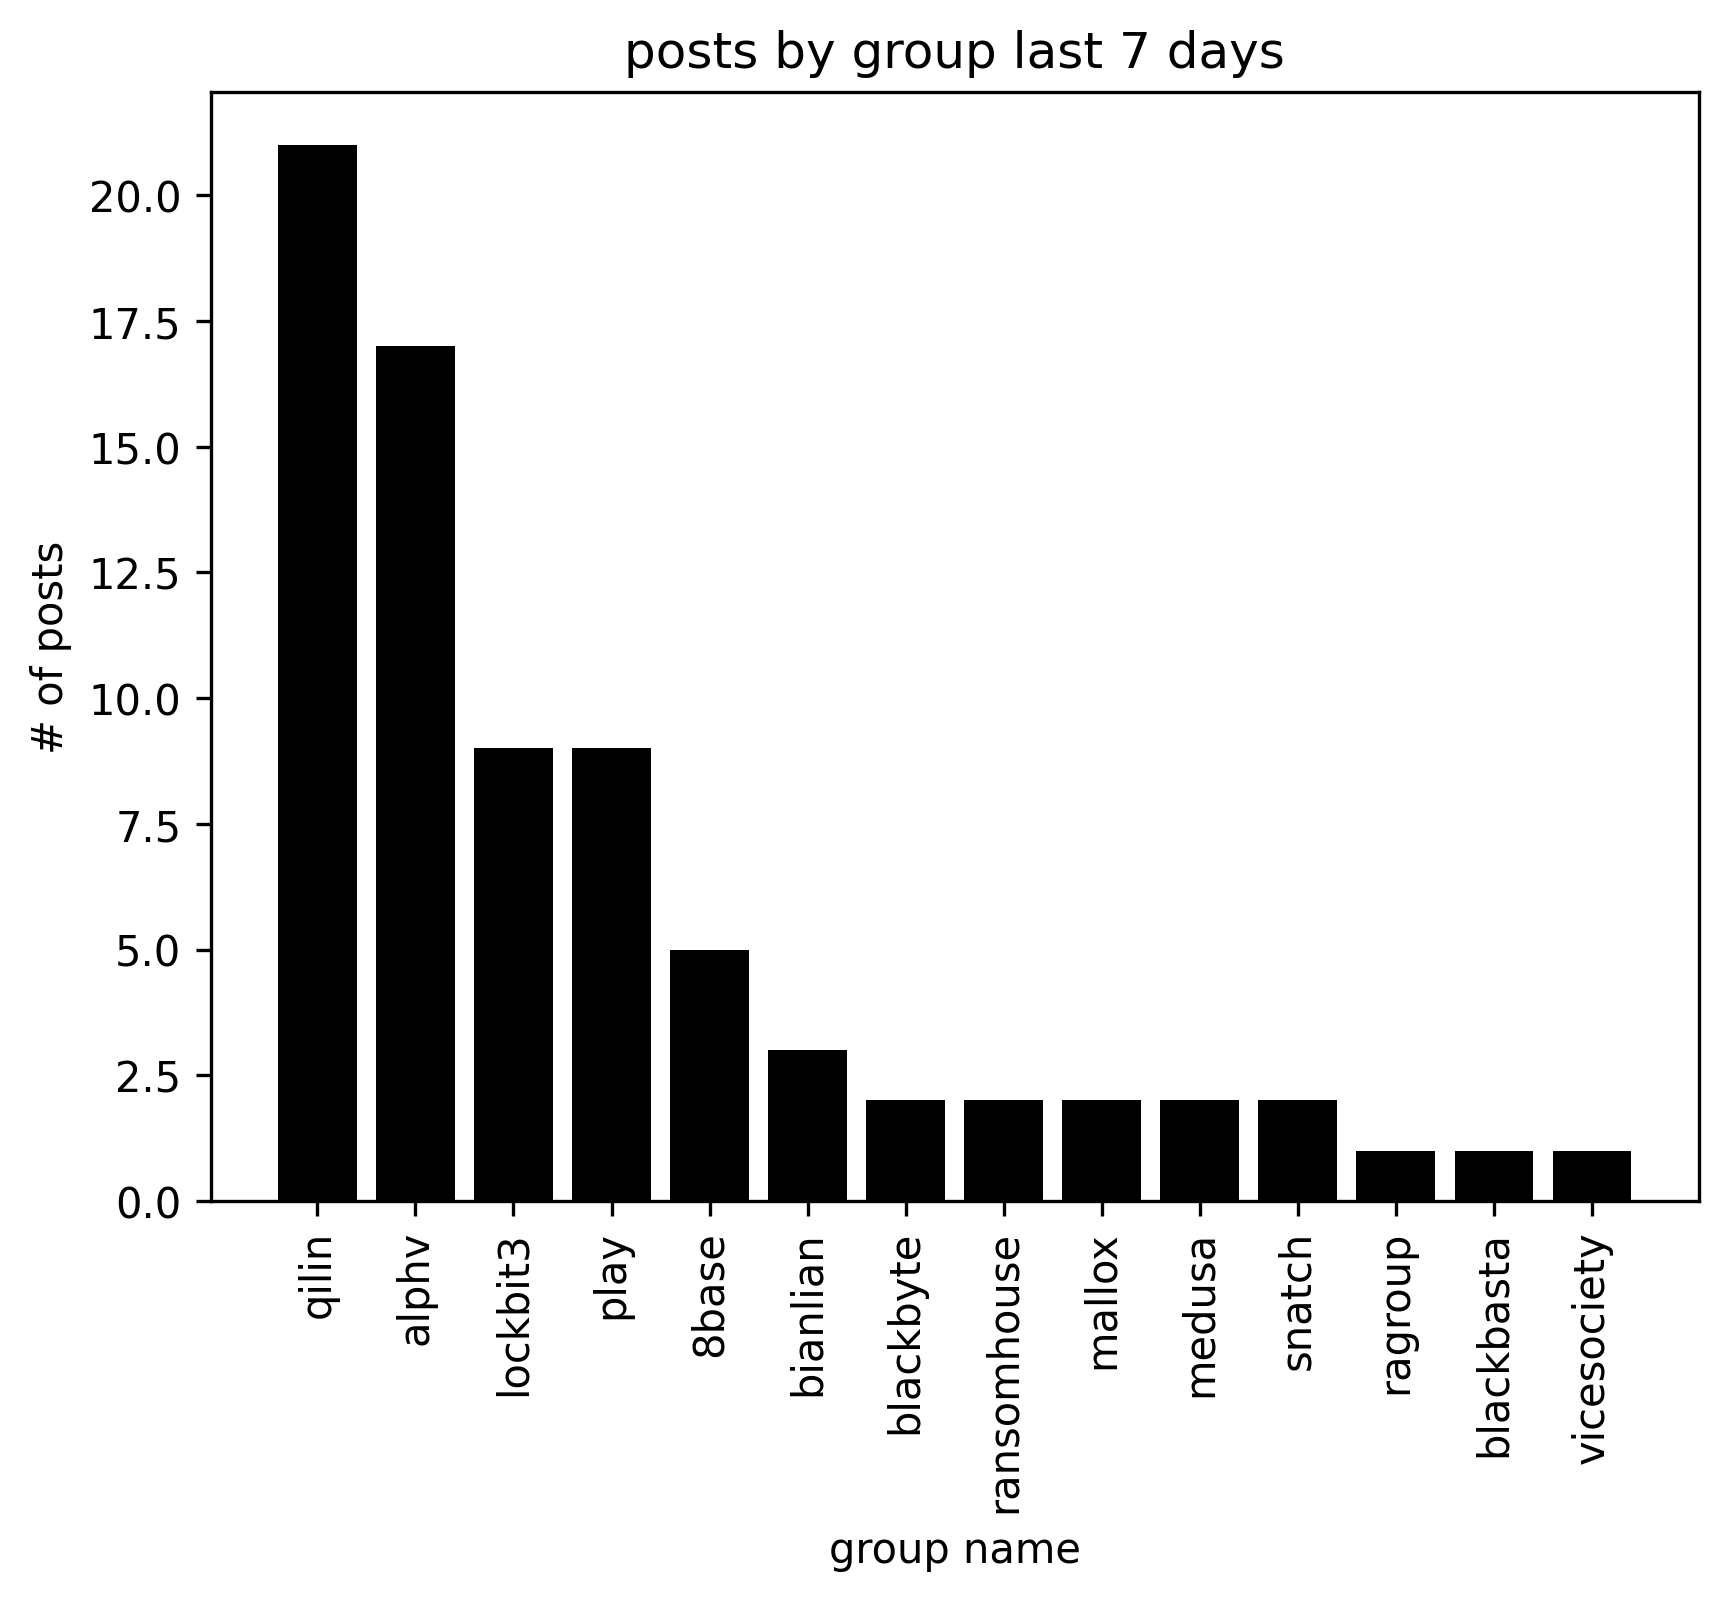 posts by group last 7 days
# of posts
20.0
17.5
15.0
12.5
10.0
7.5
5.0
2.5
0.0
qilin
alphv
lockbit3
play
8base
bianlian
blackbyte
ransomhouse
mallox
medusa
snatch
ragroup
blackbasta
vicesociety
group name